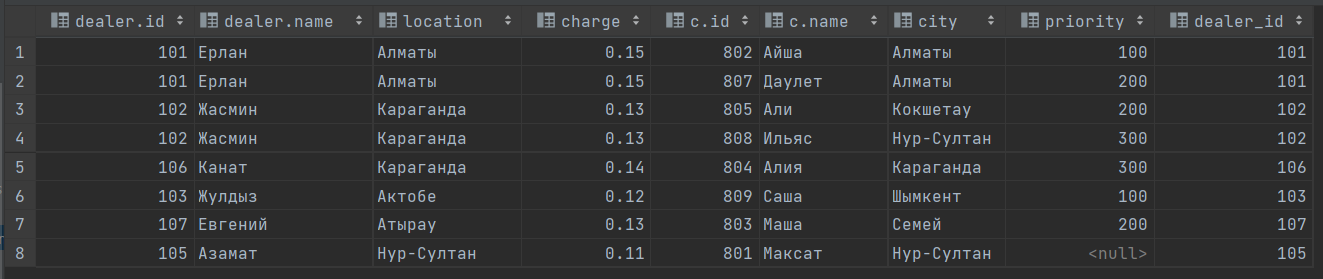 dealer.id dealer.name location charge c.id c.name city priority dealer_id
1 101 Ерлан Алматы 0.15 802 Айша Алматы 100 101
2 101 Ерлан Алматы 0.15 807 Даулет Алматы 200 101
3 102 Жасмин Караганда 0.13 805 Али Кокшетау 200 102
4 102 Жасмин Караганда 0.13 808 Ильяс Нур-Султан 300 102
5 106 Канат Караганда 0.14 804 Алия Караганда 300 106
6 103 Жулдыз Актобе 0.12 809 Саша Шымкент 100 103
7 107 Евгений Атырау 0.13 803 Маша Семей 200 107
8 105 Азамат Нур-Султан 0.11 801 Максат Нур-Султан <null> 105